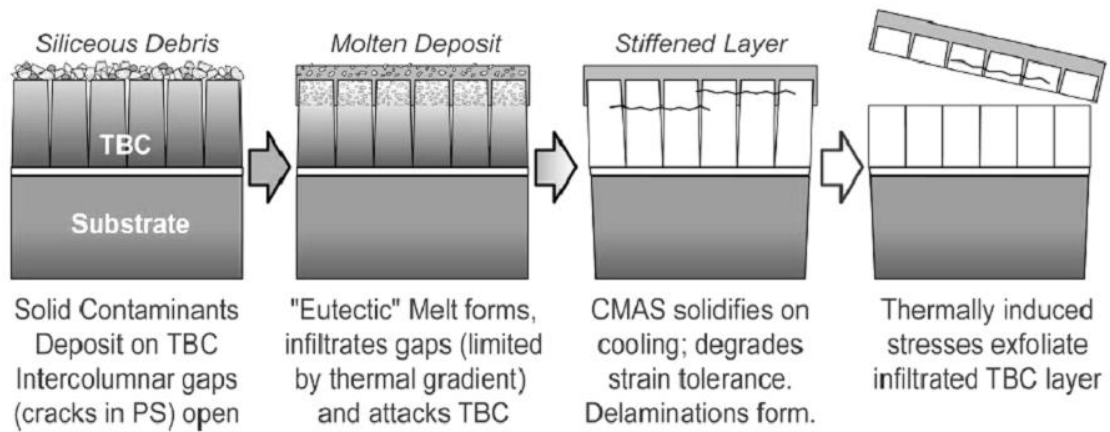 Siliceous Debris
TBC
Substrate
Solid Contaminants
Deposit on TBC
Intercolumnar gaps
(cracks in PS) open
Molten Deposit
"Eutectic" Melt forms,
infiltrates gaps (limited
by thermal gradient)
and attacks TBC
Stiffened Layer
CMAS solidifies on
cooling; degrades
strain tolerance.
Delaminations form.
Thermally induced
stresses exfoliate
infiltrated TBC layer